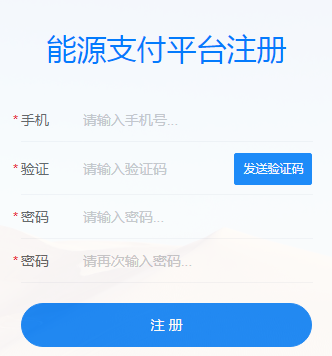 能源支付平台注册
* 手机 请输入手机号...
* 验证 请输入验证码 发送验证码
* 密码 请输入密码...
* 密码 请再次输入密码...
注 册